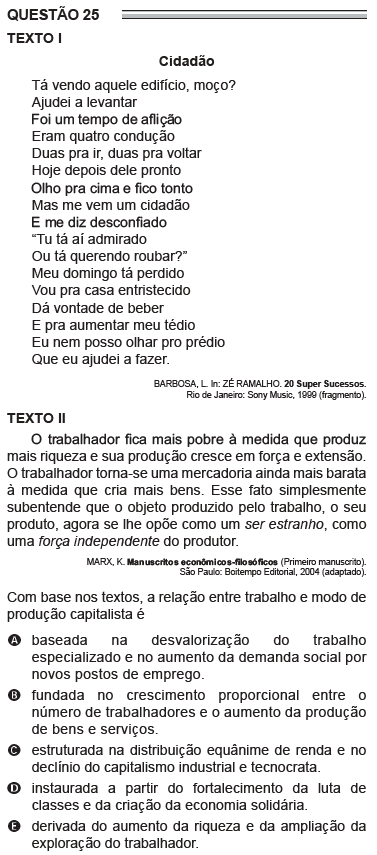 QUESTÃO 25
TEXTO I
Cidadão
Tá vendo aquele edifício, moço?
Ajudei a levantar
Foi um tempo de aflição
Eram quatro condução
Duas pra ir, duas pra voltar
Hoje depois dele pronto
Olho pra cima e fico tonto
Mas me vem um cidadão
E me diz desconfiado
“Tu tá aí admirado
Ou tá querendo roubar?”
Meu domingo tá perdido
Vou pra casa entristecido
Dá vontade de beber
E pra aumentar meu tédio
Eu nem posso olhar pro prédio
Que eu ajudei a fazer.
BARBOSA, L. In: ZÉ RAMALHO. 20 Super Sucessos.
Rio de Janeiro: Sony Music, 1999 (fragmento).
TEXTO II
O trabalhador fica mais pobre à medida que produz
mais riqueza e sua produção cresce em força e extensão.
O trabalhador torna-se uma mercadoria ainda mais barata
à medida que cria mais bens. Esse fato simplesmente
subentende que o objeto produzido pelo trabalho, o seu
produto, agora se lhe opõe como um ser estranho, como
uma força independente do produtor.
MARX, K. Manuscritos econômicos-filosóficos (Primeiro manuscrito).
São Paulo: Boitempo Editorial, 2004 (adaptado).
Com base nos textos, a relação entre trabalho e modo de
produção capitalista é
A baseada na desvalorização do trabalho
especializado e no aumento da demanda social por
novos postos de emprego.
B fundada no crescimento proporcional entre o
número de trabalhadores e o aumento da produção
de bens e serviços.
C estruturada na distribuição equânime de renda e no
declínio do capitalismo industrial e tecnocrata.
D instaurada a partir do fortalecimento da luta de
classes e da criação da economia solidária.
E derivada do aumento da riqueza e da ampliação da
exploração do trabalhador.